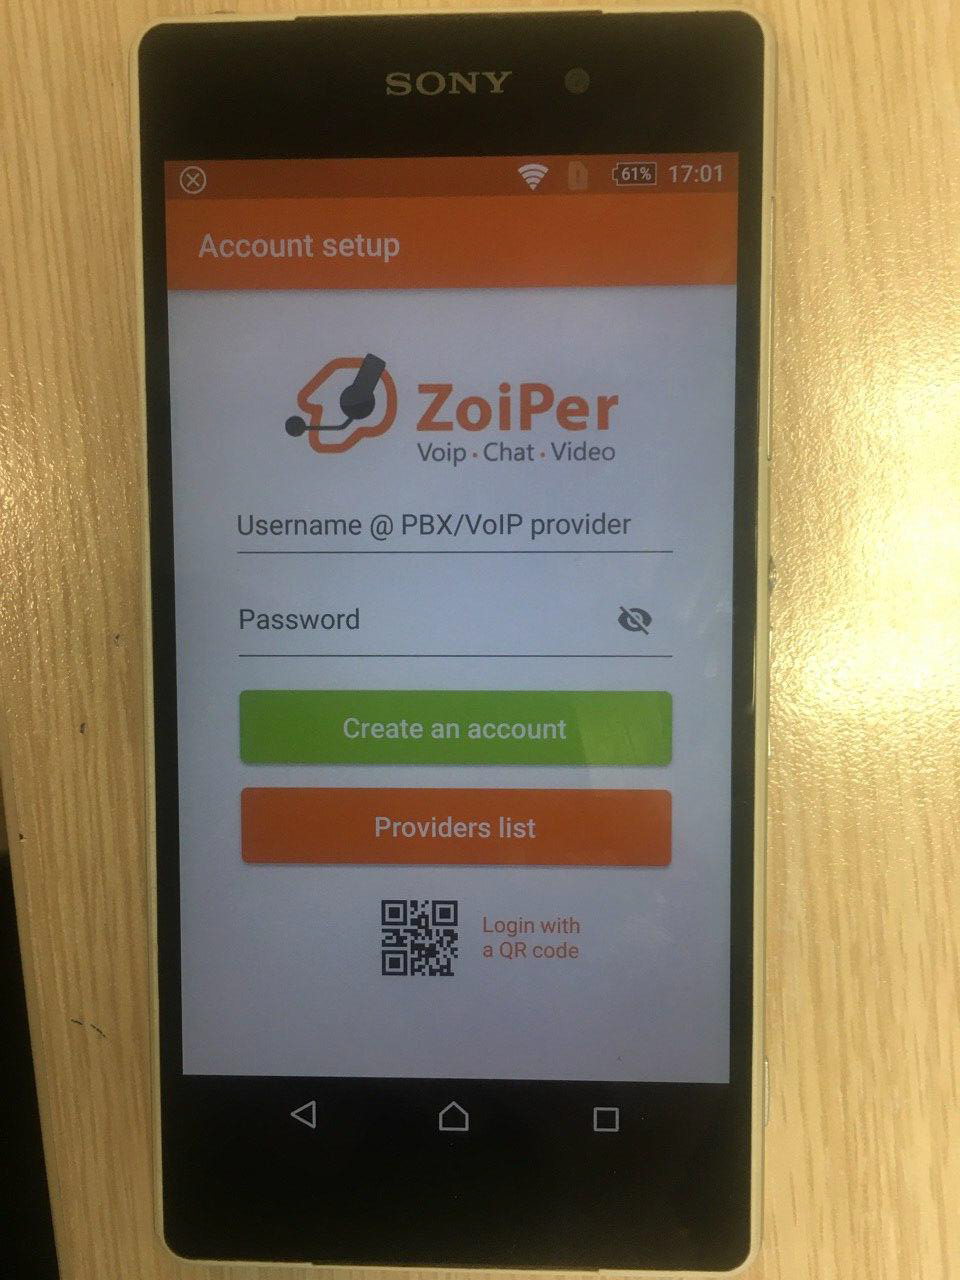 SONY
61% 17:01
Account setup
ZoiPer
Voip · Chat · Video
Username @ PBX/VoIP provider
Password
Create an account
Providers list
Login with
a QR code